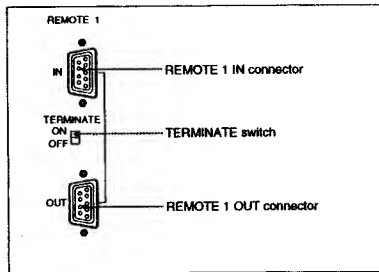 REMOTE 1
IN
REMOTE 1 IN connector
TERMINATE
ON
OFF
TERMINATE switch
OUT
REMOTE 1 OUT connector